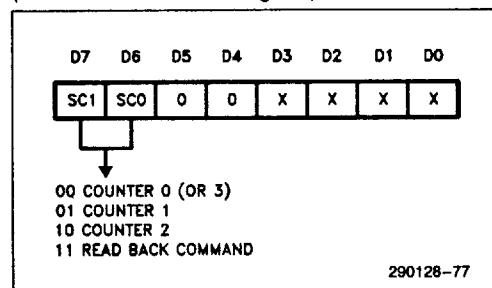 D7 D6 D5 D4 D3 D2 D1 D0
SC1 SC0 0 0 X X X X
00 COUNTER 0 (OR 3)
01 COUNTER 1
10 COUNTER 2
11 READ BACK COMMAND
290128-77